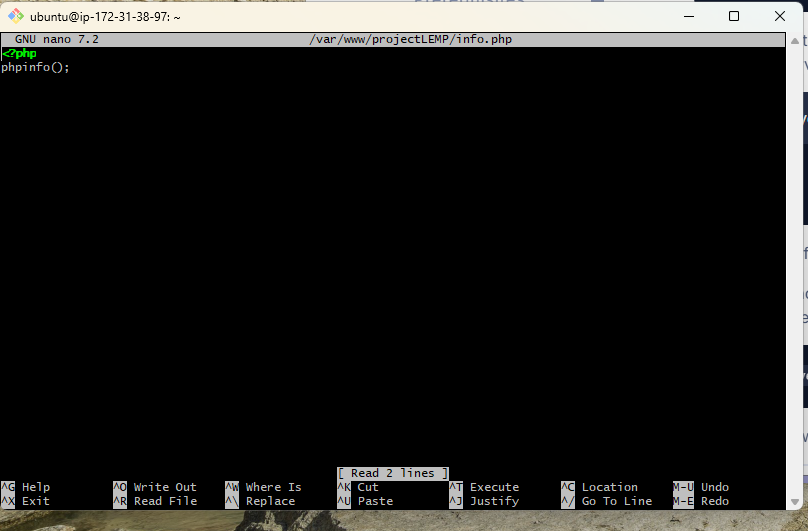 ubuntu@ip-172-31-38-97: ~
GNU nano 7.2 /var/www/projectLEMP/info.php
<?php
phpinfo();
[ Read 2 lines ]
^G Help ^O Write Out ^W Where Is ^K Cut ^T Execute ^C Location M-U Undo
^X Exit ^R Read File ^\ Replace ^U Paste ^J Justify ^/ Go To Line M-E Redo